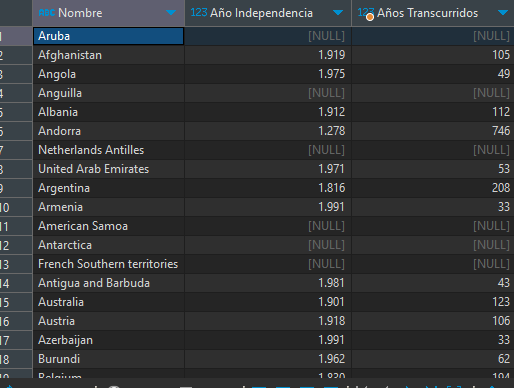 ABC Nombre 123 Año Independencia 123 Años Transcurridos
1 Aruba [NULL] [NULL]
2 Afghanistan 1.919 105
3 Angola 1.975 49
4 Anguilla [NULL] [NULL]
5 Albania 1.912 112
6 Andorra 1.278 746
7 Netherlands Antilles [NULL] [NULL]
8 United Arab Emirates 1.971 53
9 Argentina 1.816 208
10 Armenia 1.991 33
11 American Samoa [NULL] [NULL]
12 Antarctica [NULL] [NULL]
13 French Southern territories [NULL] [NULL]
14 Antigua and Barbuda 1.981 43
15 Australia 1.901 123
16 Austria 1.918 106
17 Azerbaijan 1.991 33
18 Burundi 1.962 62
19 Belgium 1.830 194